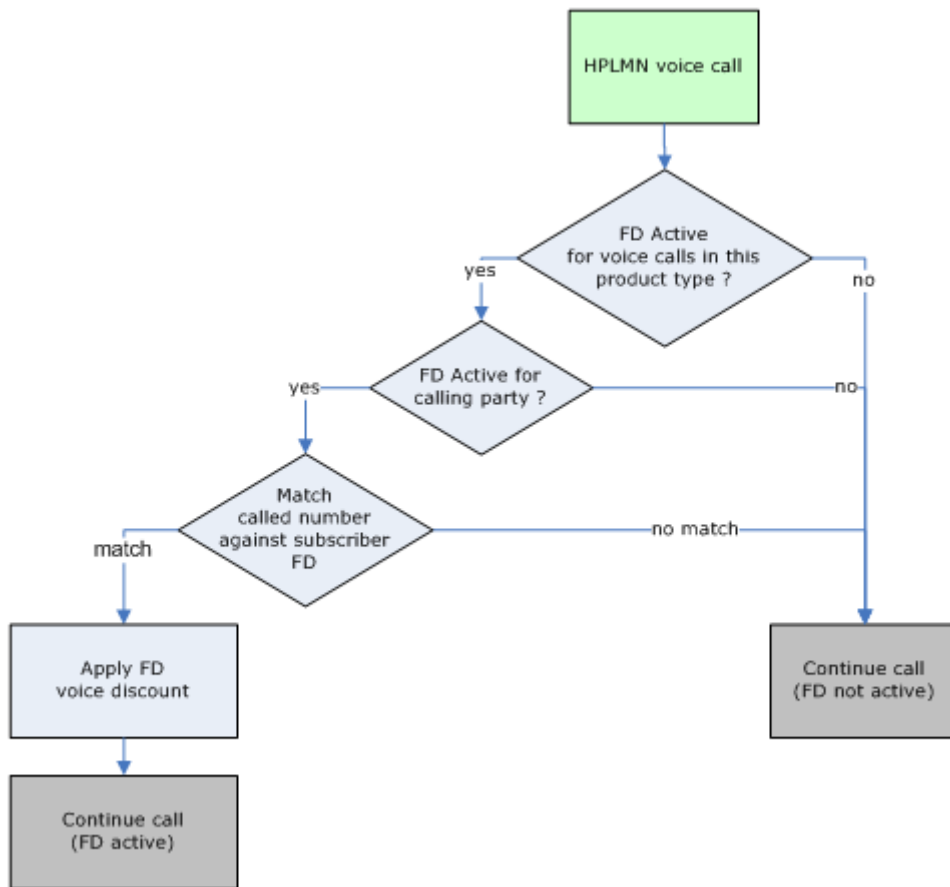 HPLMN voice call
FD Active
for voice calls in this
product type ?
yes
no
FD Active for
calling party ?
yes
no
Match
called number
against subscriber
FD
match
no match
Apply FD
voice discount
Continue call
(FD not active)
Continue call
(FD active)